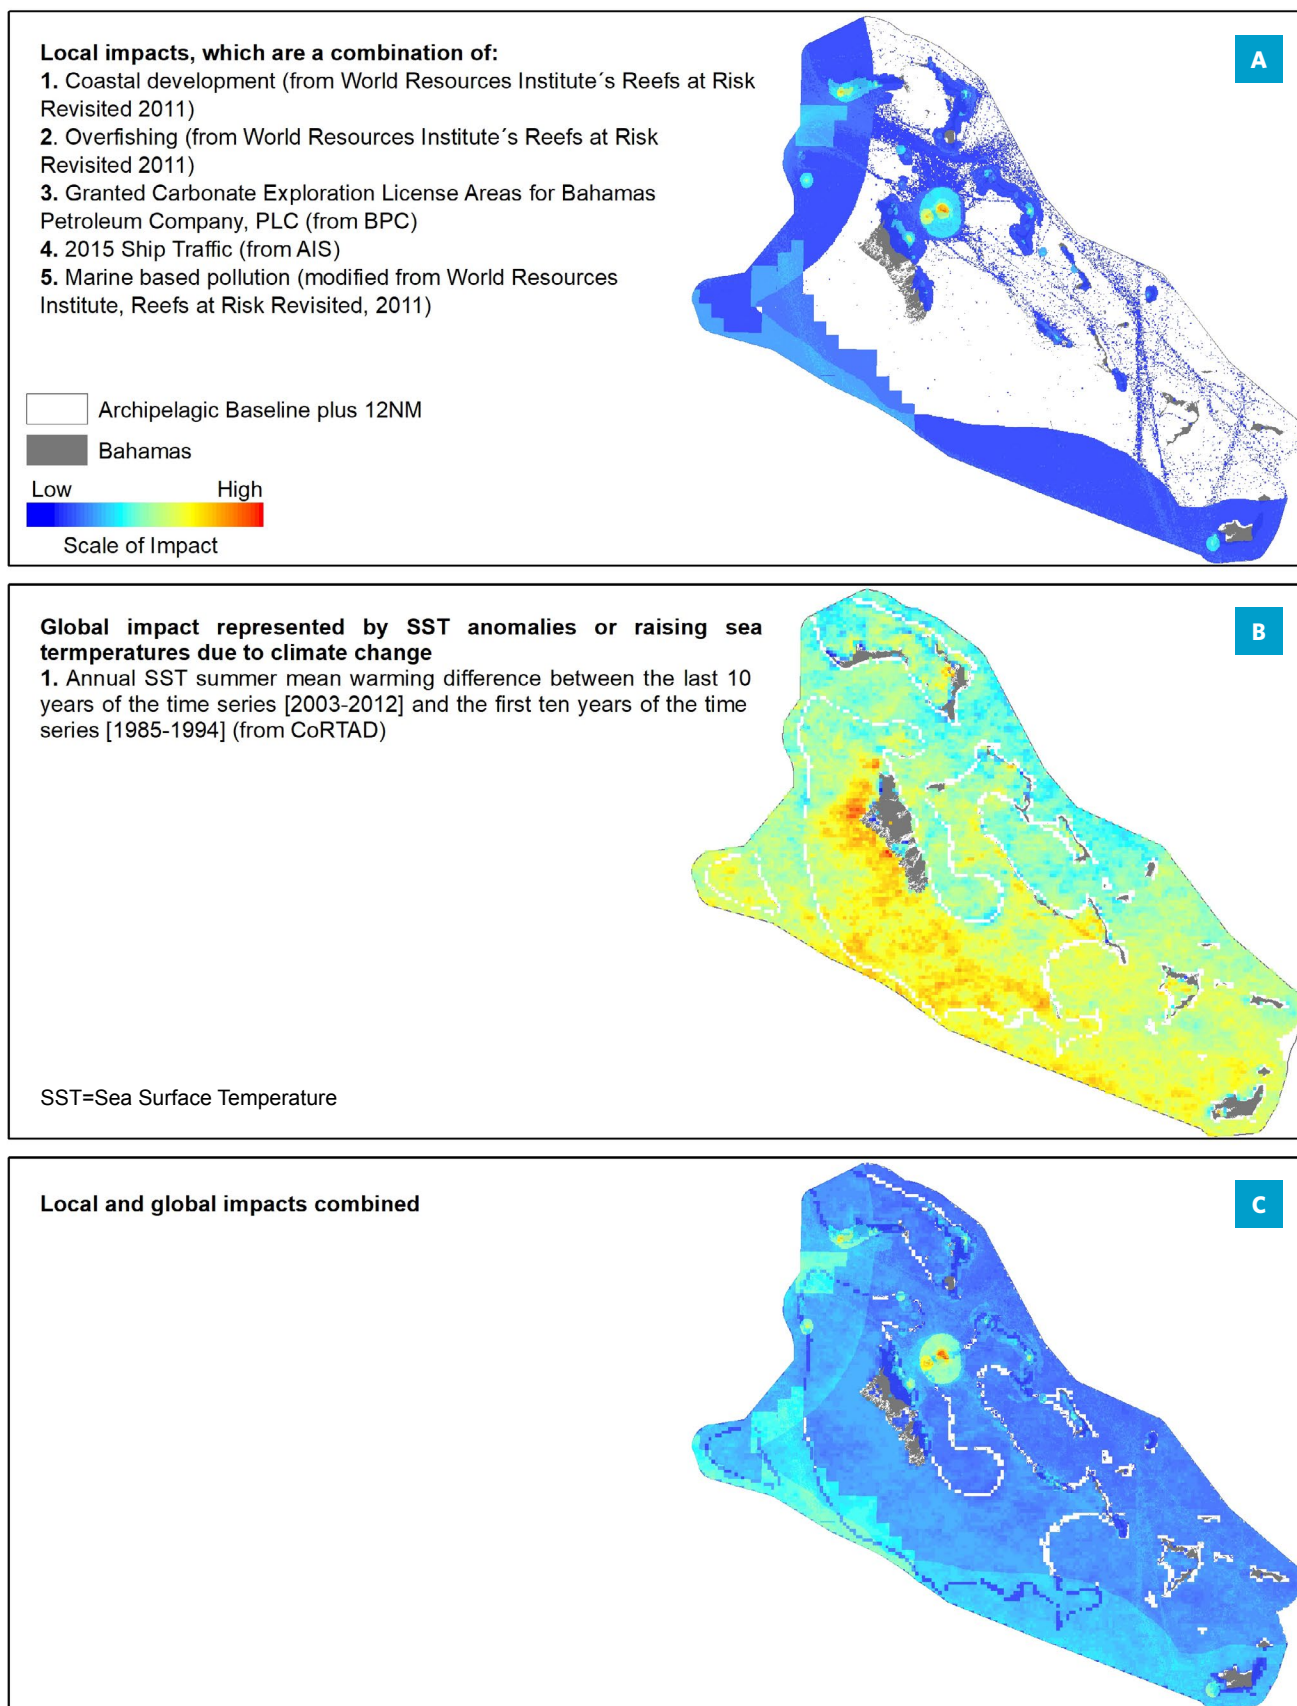 A
Local impacts, which are a combination of:
1. Coastal development (from World Resources Institute´s Reefs at Risk
Revisited 2011)
2. Overfishing (from World Resources Institute´s Reefs at Risk
Revisited 2011)
3. Granted Carbonate Exploration License Areas for Bahamas
Petroleum Company, PLC (from BPC)
4. 2015 Ship Traffic (from AIS)
5. Marine based pollution (modified from World Resources
Institute, Reefs at Risk Revisited, 2011)
Archipelagic Baseline plus 12NM
Bahamas
Low High
Scale of Impact
B
Global impact represented by SST anomalies or raising sea
termperatures due to climate change
1. Annual SST summer mean warming difference between the last 10
years of the time series [2003-2012] and the first ten years of the time
series [1985-1994] (from CoRTAD)
SST=Sea Surface Temperature
C
Local and global impacts combined